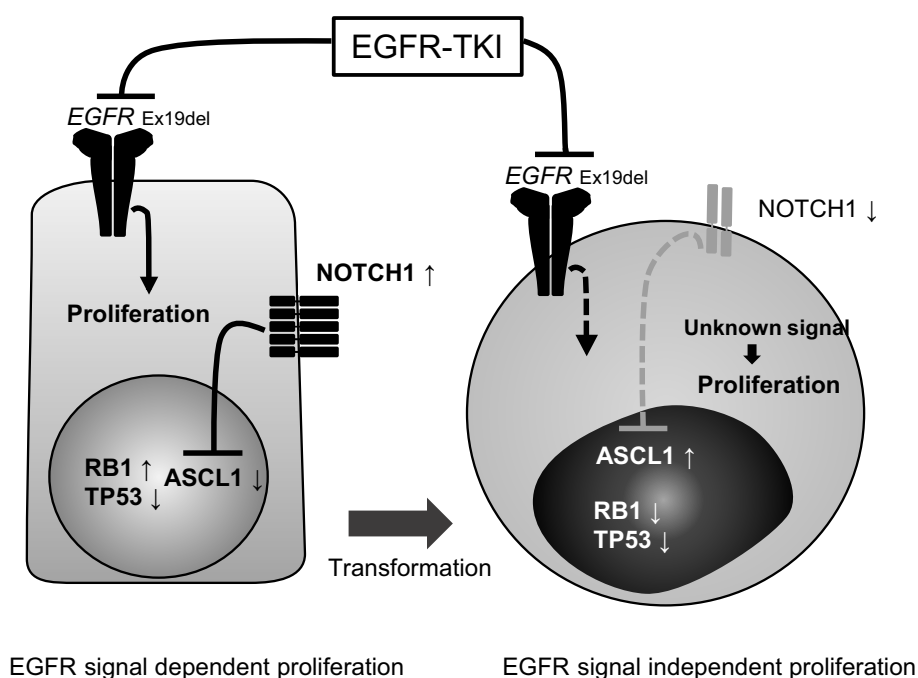 EGFR-TKI
EGFR Ex19del
EGFR Ex19del
NOTCH1 ↓
NOTCH1 ↑
Proliferation
Unknown signal
Proliferation
RB1 ↑
TP53 ↓
ASCL1 ↓
ASCL1 ↑
RB1 ↓
TP53 ↓
Transformation
EGFR signal dependent proliferation
EGFR signal independent proliferation